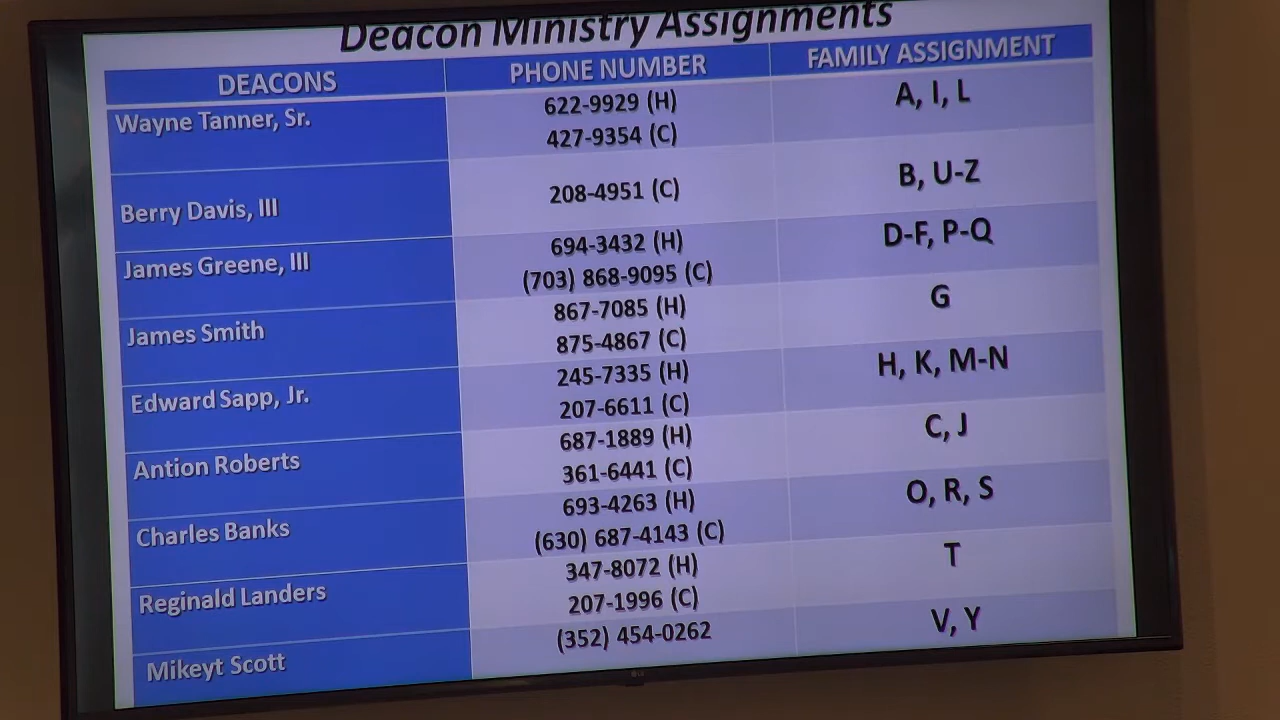 Deacon Ministry Assignments
DEACONS PHONE NUMBER FAMILY ASSIGNMENT
Wayne Tanner, Sr. 622-9929 (H) A, I, L
427-9354 (C)
Berry Davis, III 208-4951 (C) B, U-Z
James Greene, III 694-3432 (H) D-F, P-Q
(703) 868-9095 (C)
James Smith 867-7085 (H) G
875-4867 (C)
Edward Sapp, Jr. 245-7335 (H) H, K, M-N
207-6611 (C)
Antion Roberts 687-1889 (H) C, J
361-6441 (C)
Charles Banks 693-4263 (H) O, R, S
(630) 687-4143 (C)
Reginald Landers 347-8072 (H) T
207-1996 (C)
Mikeyt Scott (352) 454-0262 V, Y
LG